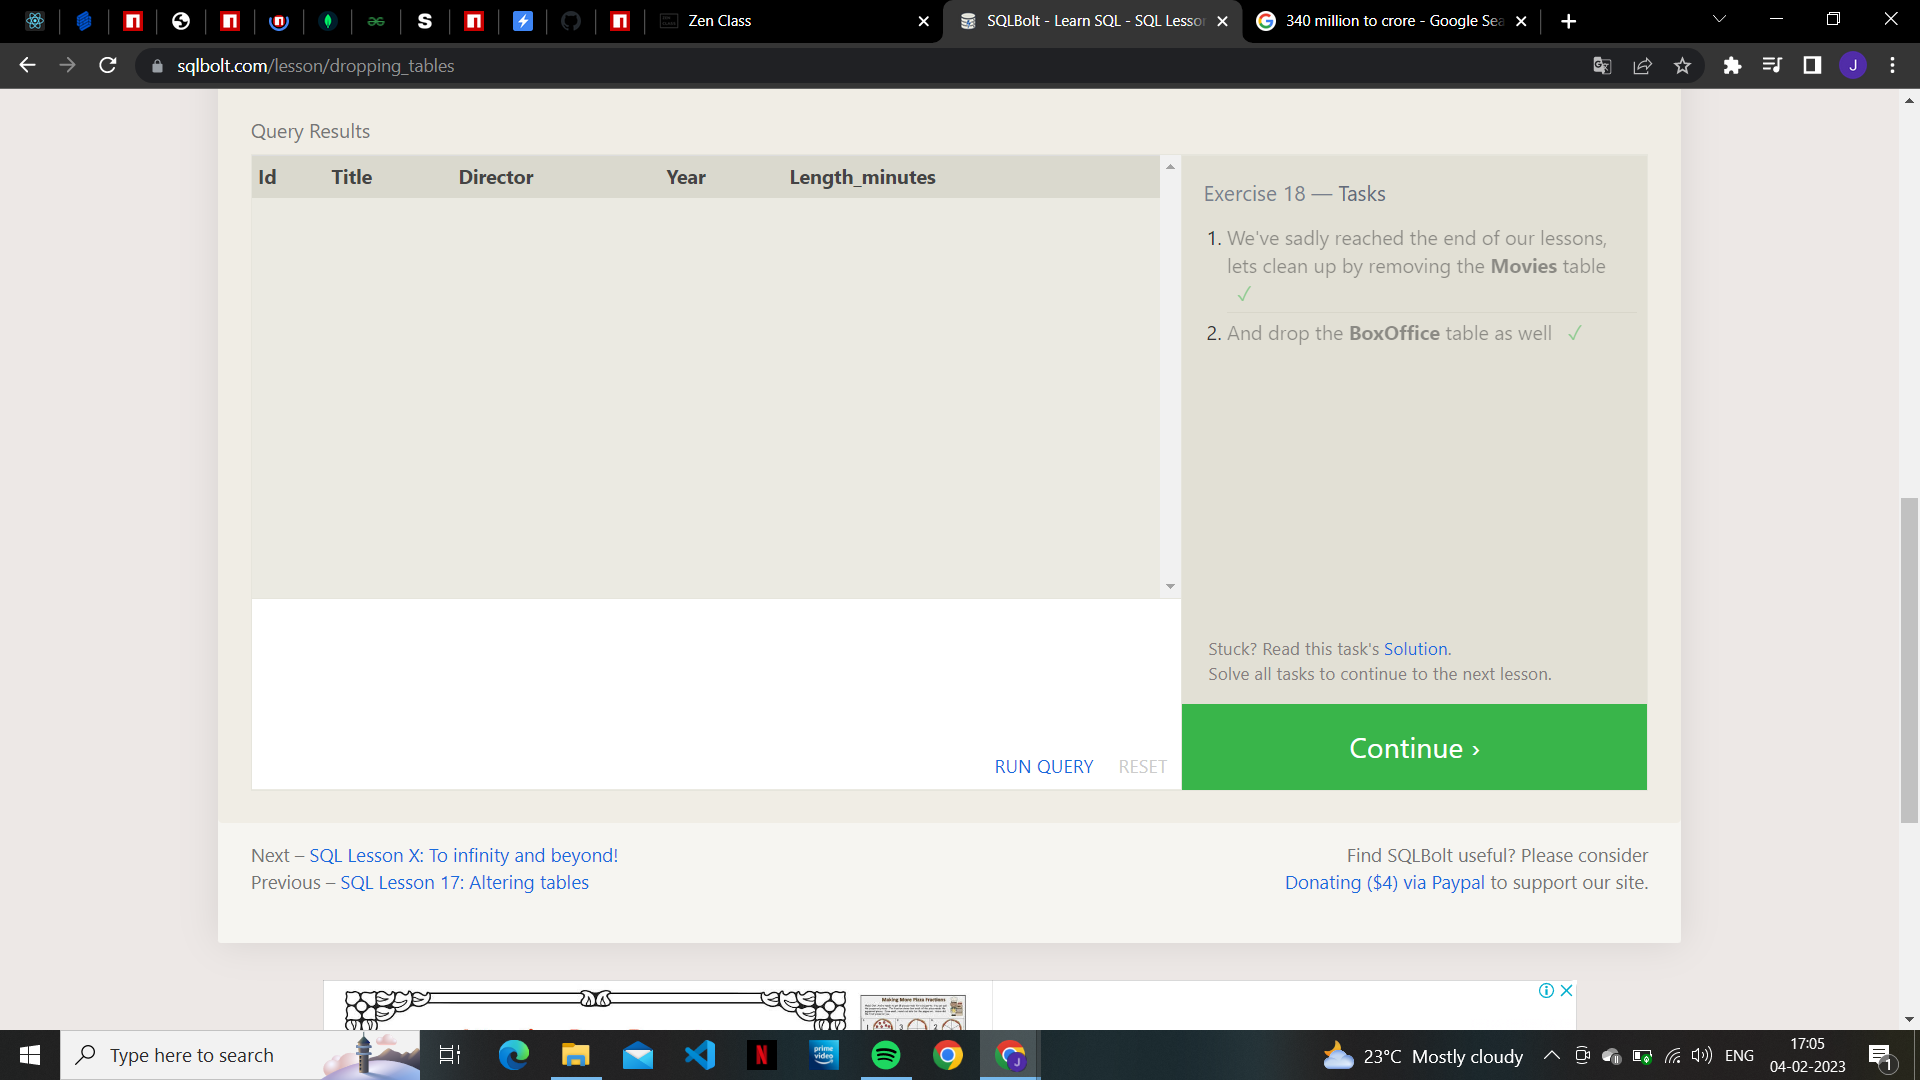 Zen Class
SQLBolt - Learn SQL - SQL Lesso
340 million to crore - Google Sea
sqlbolt.com/lesson/dropping_tables
J
Query Results
Id Title Director Year Length_minutes
Exercise 18 — Tasks
1. We've sadly reached the end of our lessons,
lets clean up by removing the Movies table
✓
2. And drop the BoxOffice table as well ✓
Stuck? Read this task's Solution.
Solve all tasks to continue to the next lesson.
RUN QUERY RESET
Continue ›
Next – SQL Lesson X: To infinity and beyond!
Previous – SQL Lesson 17: Altering tables
Find SQLBolt useful? Please consider
Donating ($4) via Paypal to support our site.
Making More Pizza Fractions
1 3 2
Type here to search
prime
video
23°C Mostly cloudy
ENG
17:05
04-02-2023
1